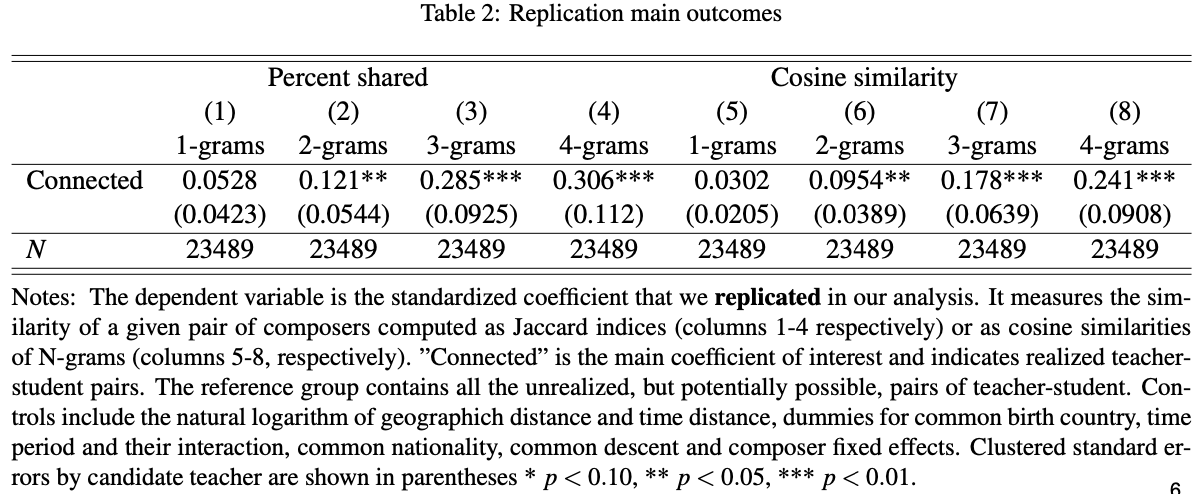 Table 2: Replication main outcomes
Percent shared Cosine similarity
(1) (2) (3) (4) (5) (6) (7) (8)
1-grams 2-grams 3-grams 4-grams 1-grams 2-grams 3-grams 4-grams
Connected 0.0528 0.121** 0.285*** 0.306*** 0.0302 0.0954** 0.178*** 0.241***
(0.0423) (0.0544) (0.0925) (0.112) (0.0205) (0.0389) (0.0639) (0.0908)
N 23489 23489 23489 23489 23489 23489 23489 23489
Notes: The dependent variable is the standardized coefficient that we replicated in our analysis. It measures the sim-
ilarity of a given pair of composers computed as Jaccard indices (columns 1-4 respectively) or as cosine similarities
of N-grams (columns 5-8, respectively). ”Connected” is the main coefficient of interest and indicates realized teacher-
student pairs. The reference group contains all the unrealized, but potentially possible, pairs of teacher-student. Con-
trols include the natural logarithm of geographich distance and time distance, dummies for common birth country, time
period and their interaction, common nationality, common descent and composer fixed effects. Clustered standard er-
rors by candidate teacher are shown in parentheses * p < 0.10, ** p < 0.05, *** p < 0.01.
6